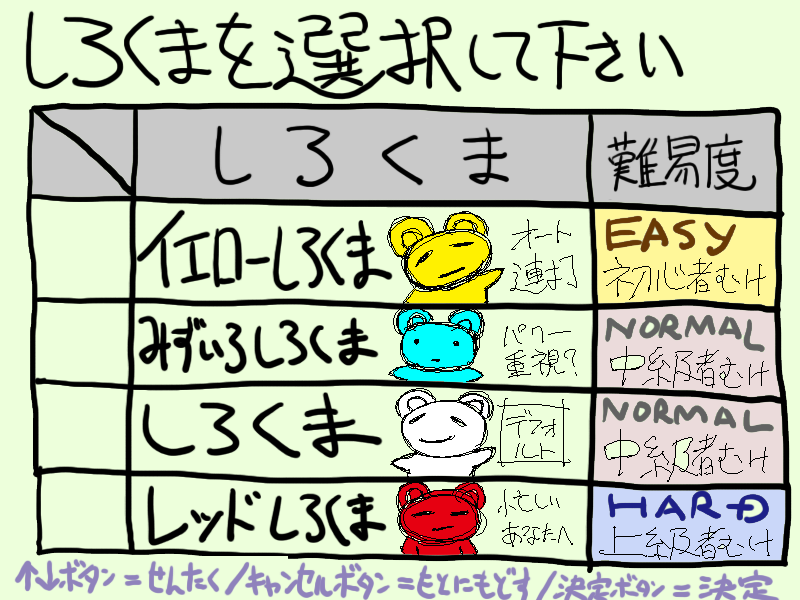 しろくまを選択して下さい
しろくま 難易度
イエローしろくま オート連打 EASY 初心者むけ
みずいろしろくま パワー重視? NORMAL 中級者むけ
しろくま デフォルト NORMAL 中級者むけ
レッドしろくま 忙しいあなたへ HARD 上級者むけ
↑↓ボタン=せんたく/キャンセルボタン=もとにもどす/決定ボタン=決定